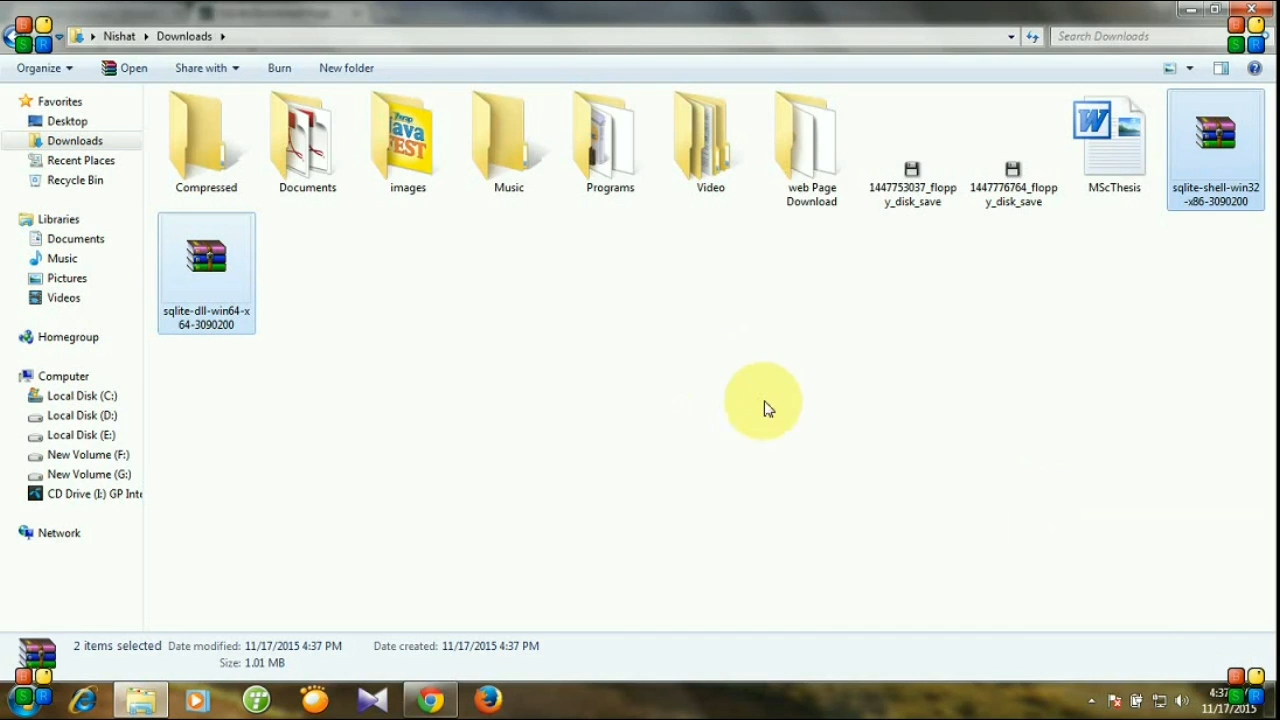 Nishat
Downloads
Search Downloads
Organize
Open
Share with
Burn
New folder
Favorites
Desktop
Downloads
Recent Places
Recycle Bin
Libraries
Documents
Music
Pictures
Videos
Homegroup
Computer
Local Disk (C:)
Local Disk (D:)
Local Disk (E:)
New Volume (F:)
New Volume (G:)
CD Drive (I:) GP Inte
Network
Compressed
Documents
Java
images
Music
Programs
Video
web Page
Download
1447753037_flopp
y_disk_save
1447776764_flopp
y_disk_save
W
MScThesis
sqlite-shell-win32
-x86-3090200
sqlite-dll-win64-x
64-3090200
2 items selected
Date modified: 11/17/2015 4:37 PM
Date created: 11/17/2015 4:37 PM
Size: 1.01 MB
4:37
11/17/2015
B
S R
B
S R
B
S R
B
S R